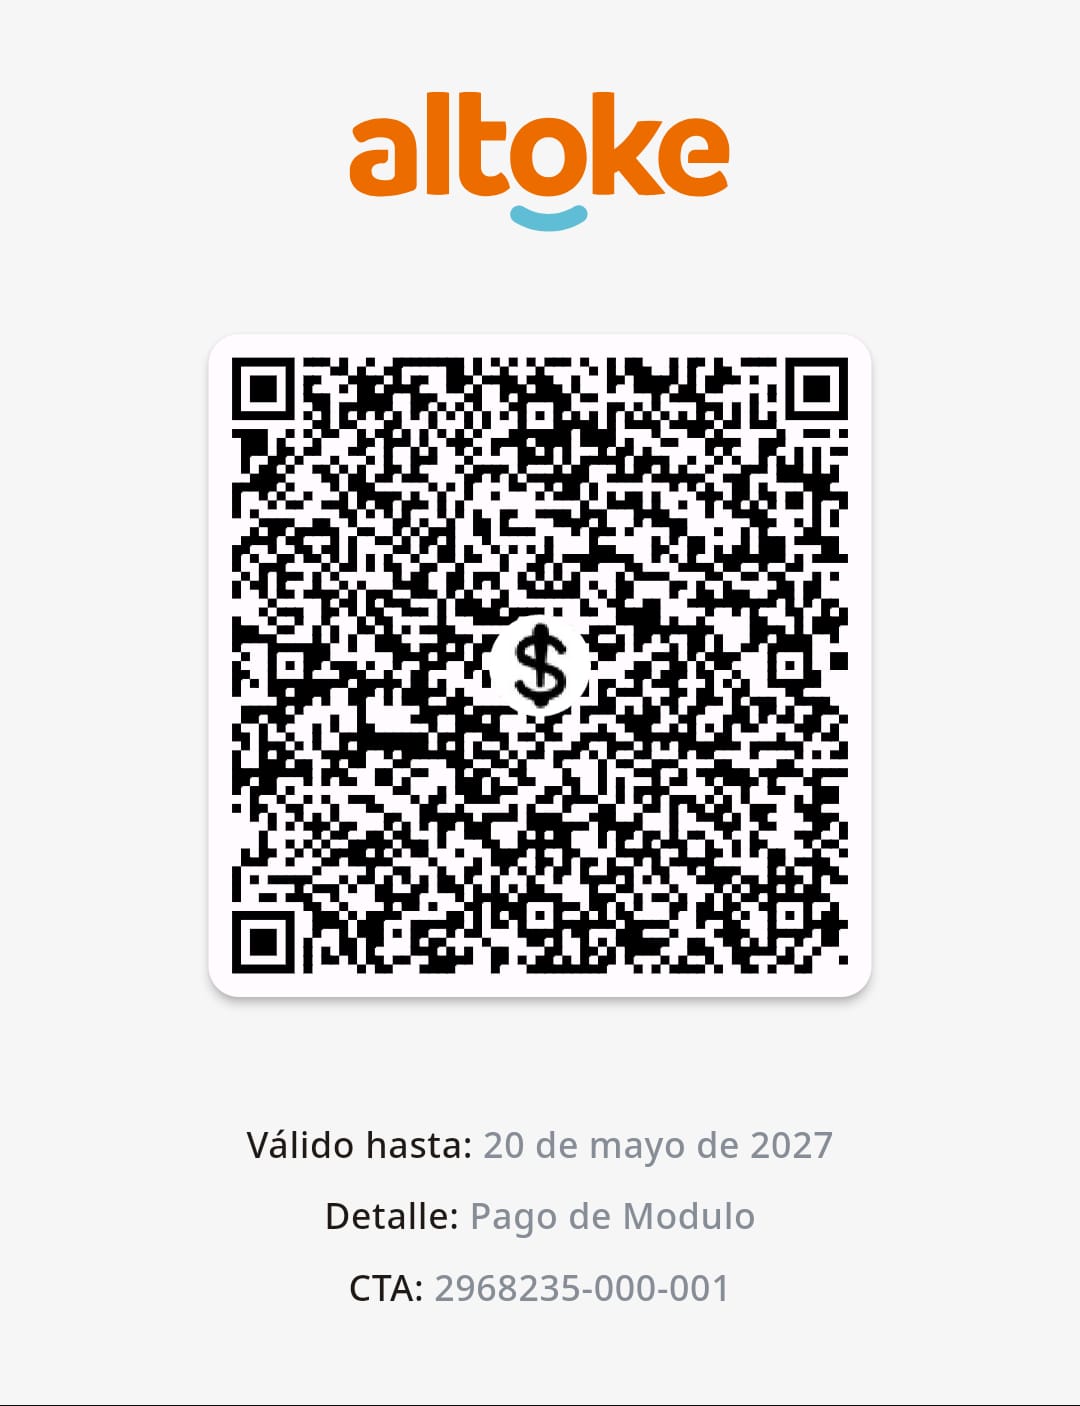 altoke
$
Válido hasta: 20 de mayo de 2027
Detalle: Pago de Modulo
CTA: 2968235-000-001